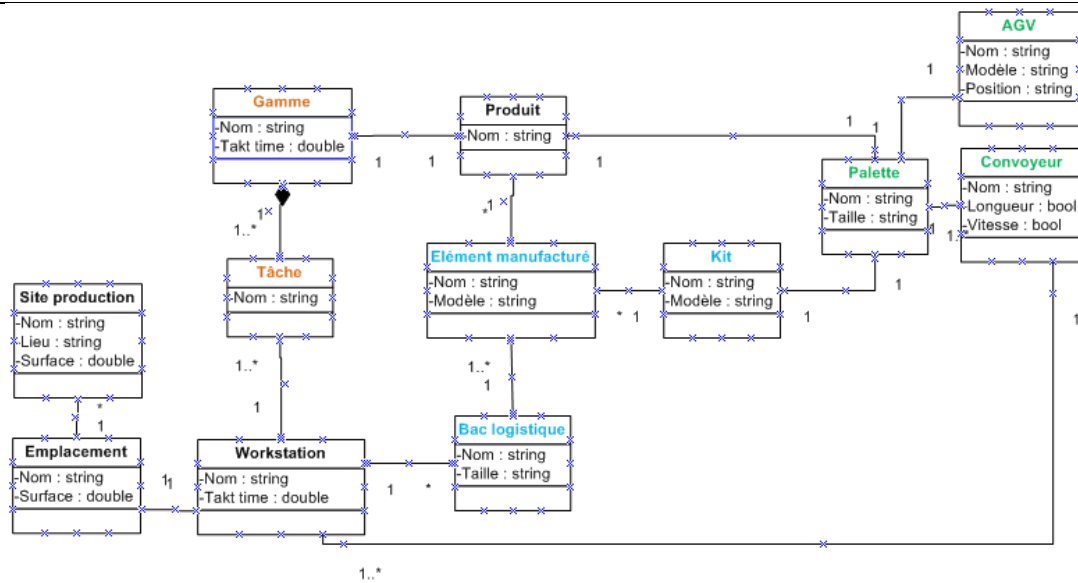 AGV
-Nom : string
-Modèle : string
-Position : string
1
Gamme
-Nom : string
-Takt time : double
1
1
Produit
-Nom : string
1
1
1
Palette
-Nom : string
-Taille : string
Convoyeur
-Nom : string
-Longueur : bool
-Vitesse : bool
1
1..*
1
1..*
*
1
Tâche
-Nom : string
Elément manufacturé
-Nom : string
-Modèle : string
*
1
Kit
-Nom : string
-Modèle : string
1
1
1
Site production
-Nom : string
-Lieu : string
-Surface : double
*
1
1..*
1
1..*
1
Emplacement
-Nom : string
-Surface : double
1
1
Workstation
-Nom : string
-Takt time : double
1
*
Bac logistique
-Nom : string
-Taille : string
1..*